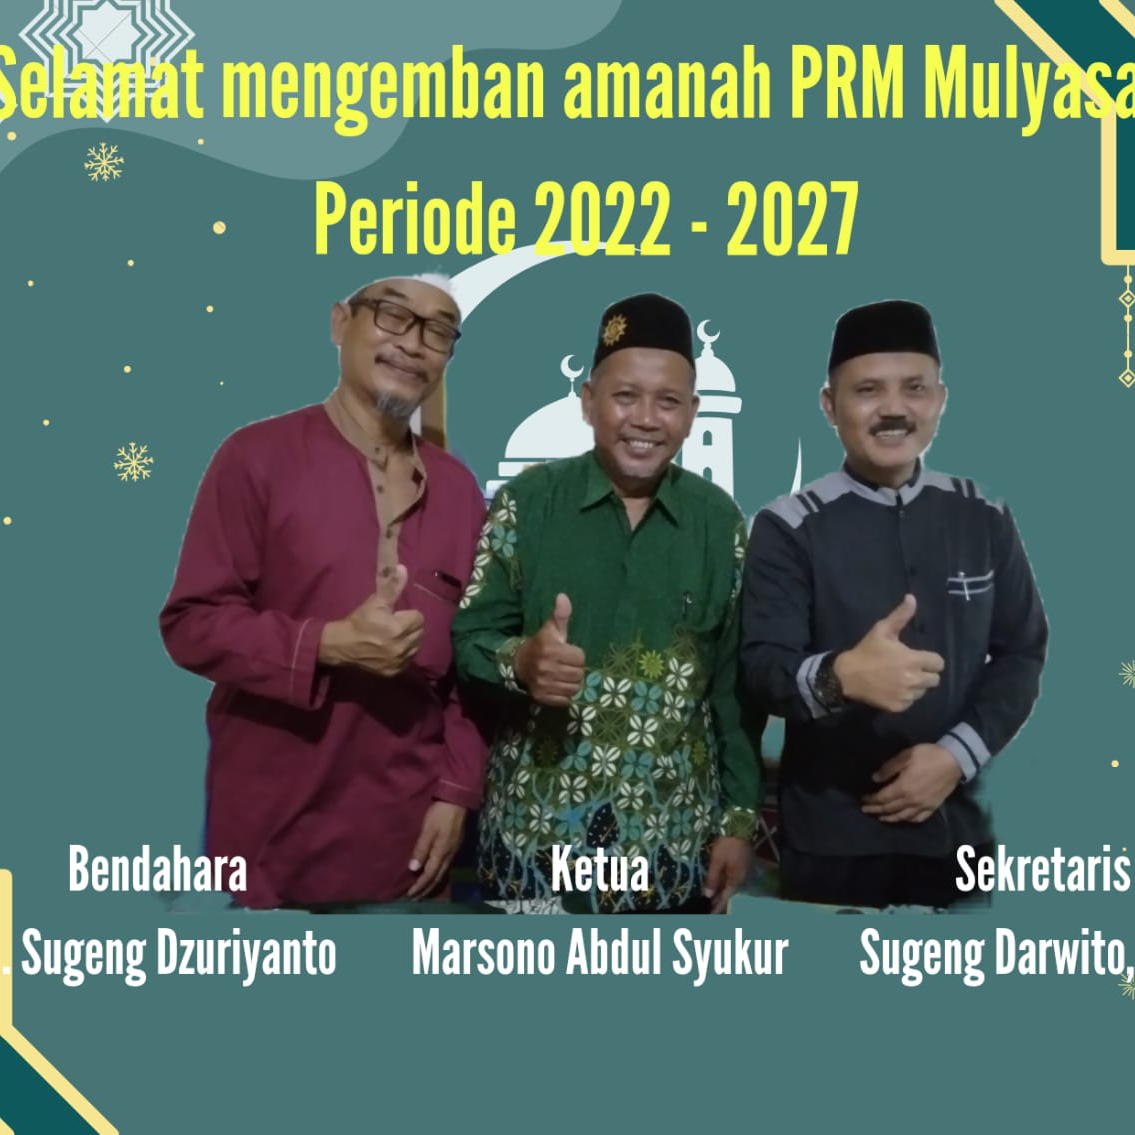 Selamat mengemban amanah PRM Mulyasa
Periode 2022 - 2027
Bendahara Ketua Sekretaris
. Sugeng Dzuriyanto Marsono Abdul Syukur Sugeng Darwito,